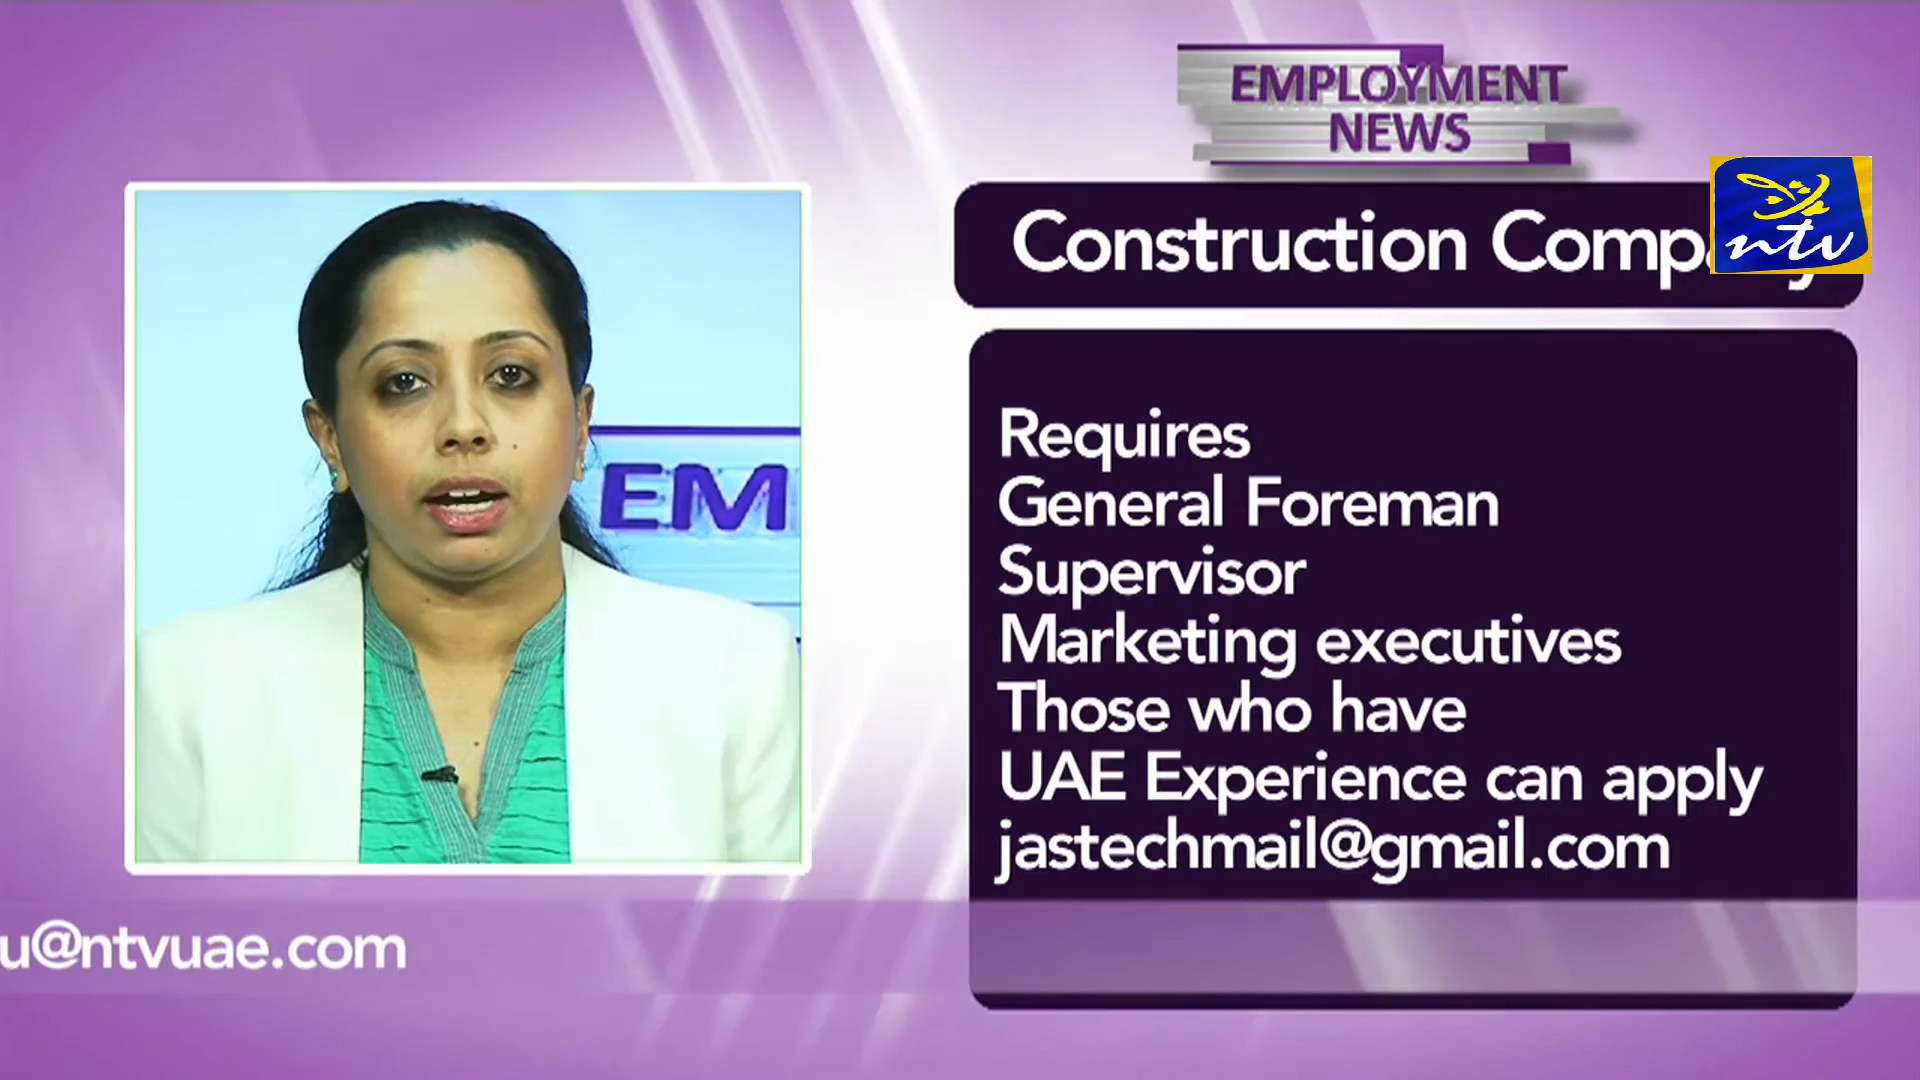 EMPLOYMENT
NEWS
ntv
Construction
EM
Requires
General Foreman
Supervisor
Marketing executives
Those who have
UAE Experience can apply
jastechmail@gmail.com
u@ntvuae.com